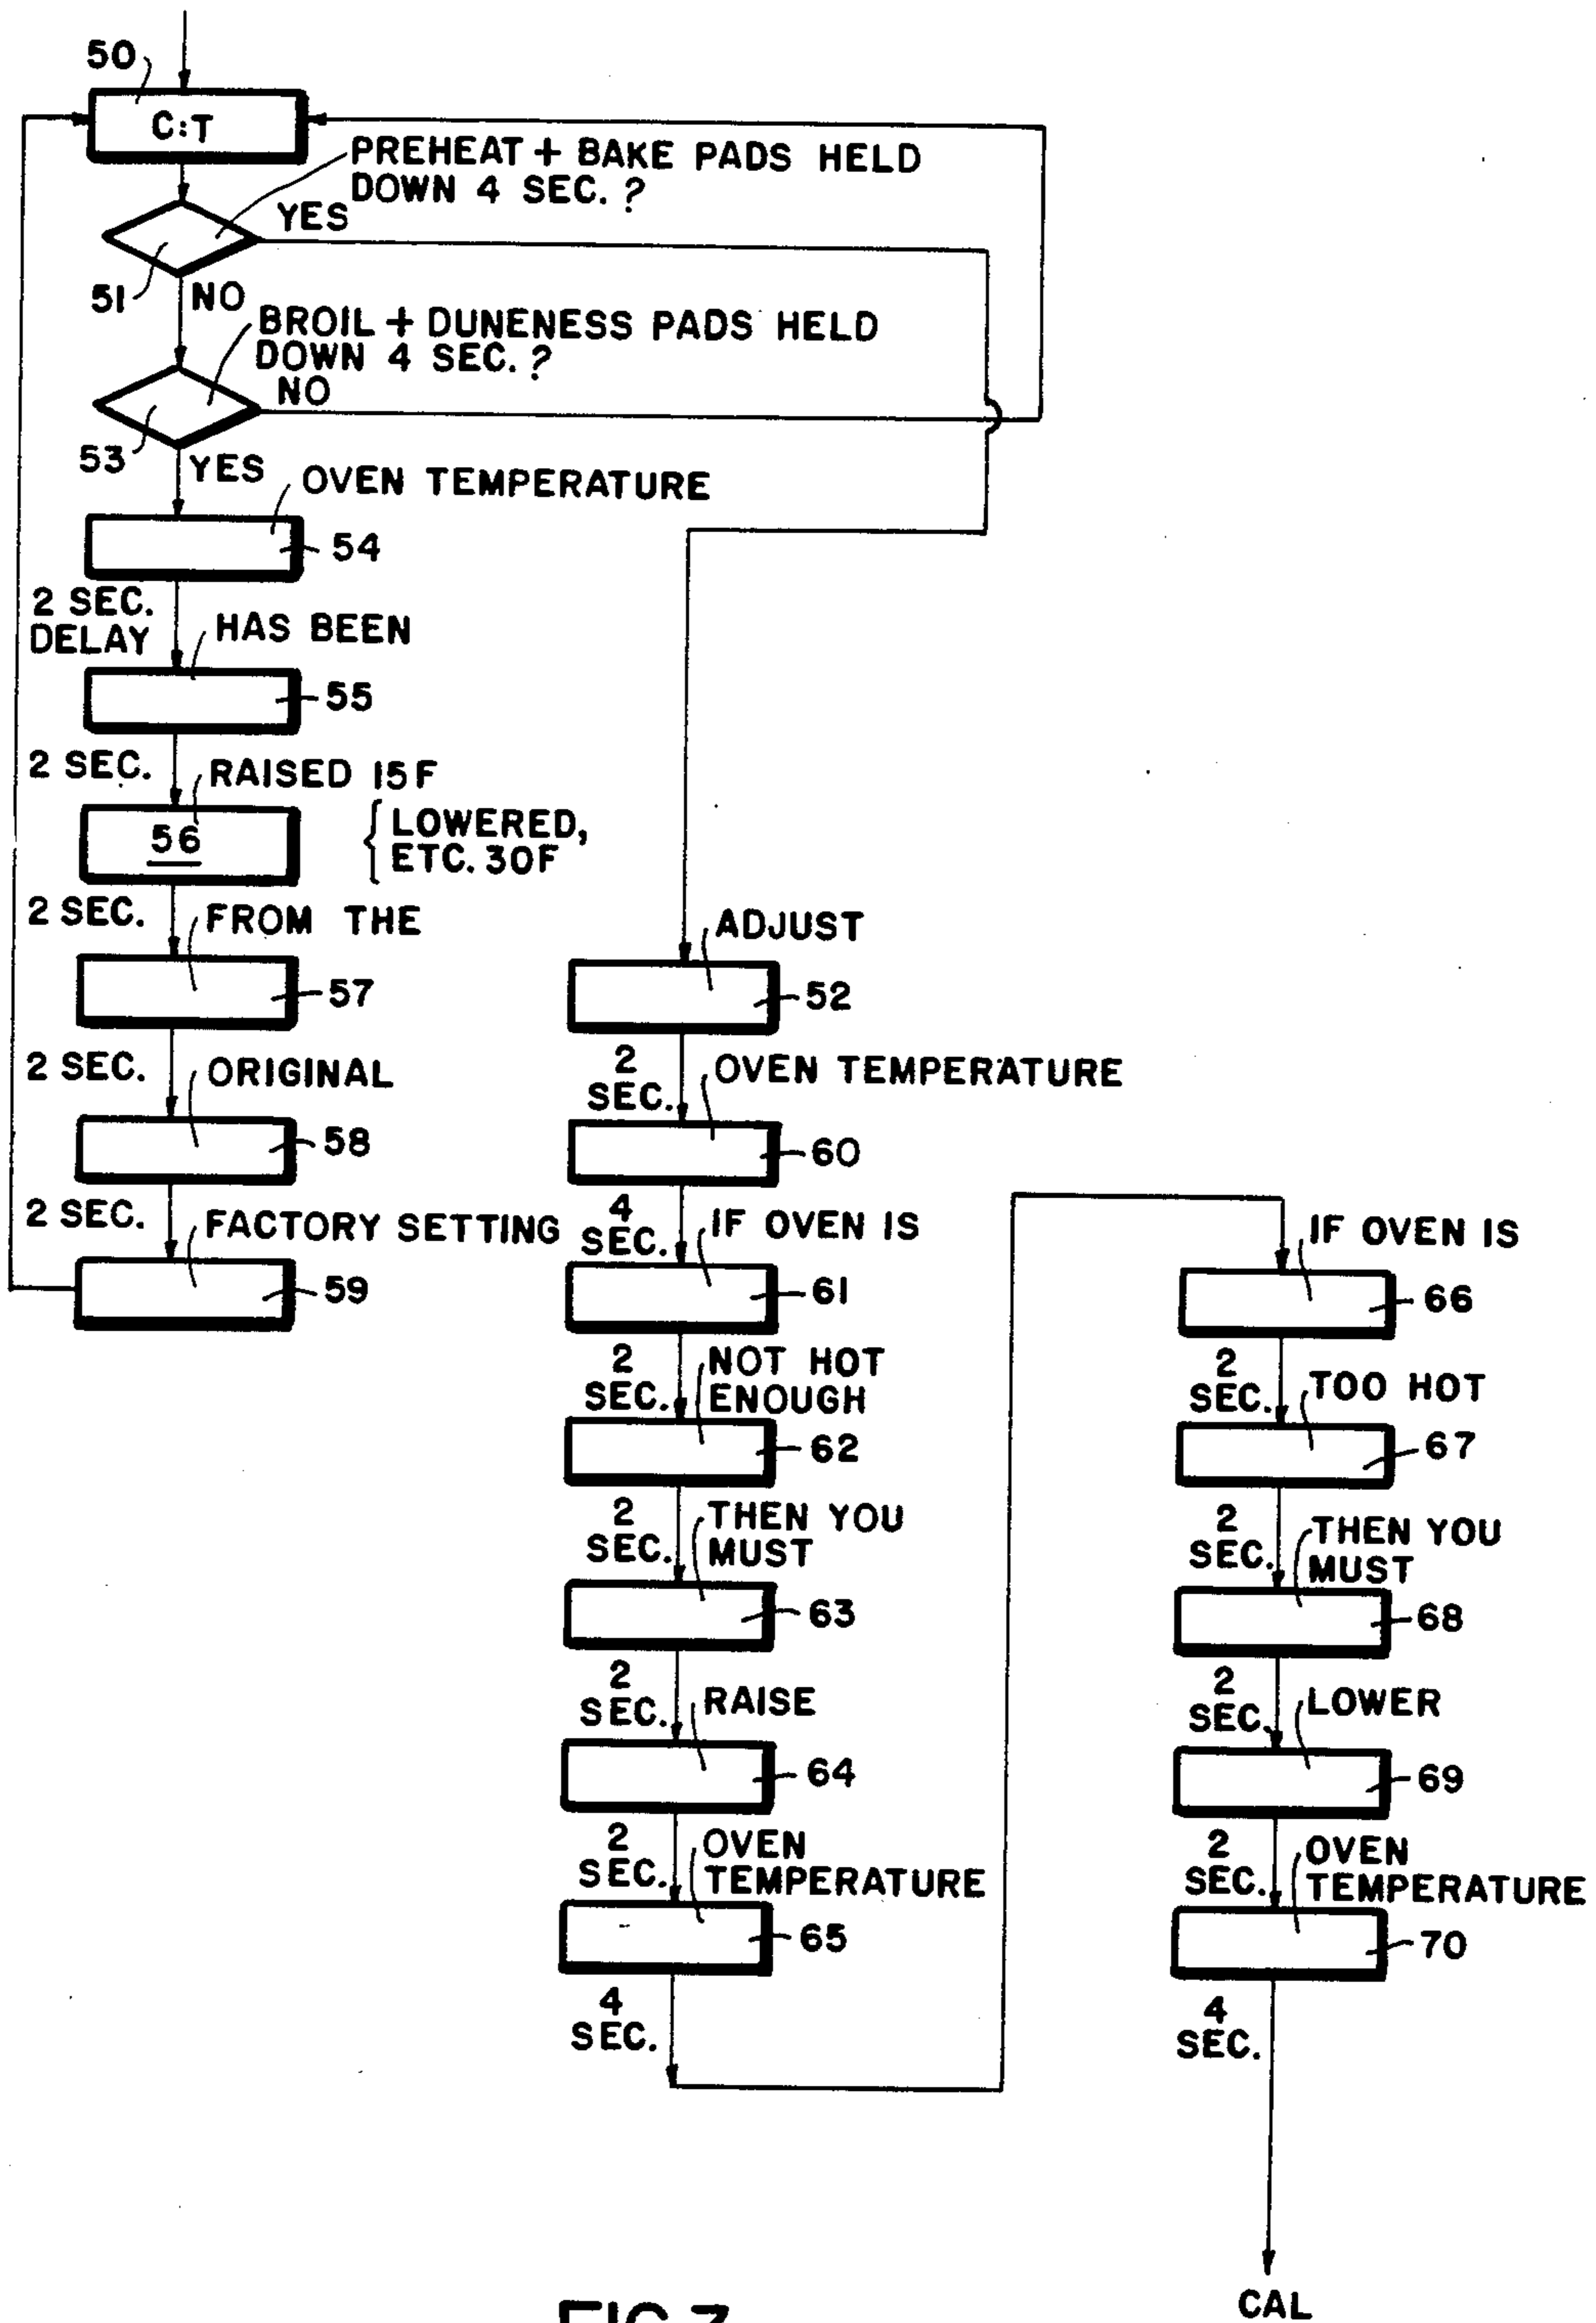 50
C:T
PREHEAT + BAKE PADS HELD
DOWN 4 SEC. ?
YES
51
NO
BROIL + DUNENESS PADS HELD
DOWN 4 SEC. ?
NO
53
YES
OVEN TEMPERATURE
54
2 SEC.
DELAY
HAS BEEN
55
2 SEC.
RAISED 15F
56
{ LOWERED,
ETC. 30F
2 SEC.
FROM THE
57
2 SEC.
ORIGINAL
58
2 SEC.
FACTORY SETTING
59
ADJUST
52
2
SEC.
OVEN TEMPERATURE
60
4
SEC.
IF OVEN IS
61
2
SEC.
NOT HOT
ENOUGH
62
2
SEC.
THEN YOU
MUST
63
2
SEC.
RAISE
64
2
SEC.
OVEN
TEMPERATURE
65
4
SEC.
IF OVEN IS
66
2
SEC.
TOO HOT
67
2
SEC.
THEN YOU
MUST
68
2
SEC.
LOWER
69
2
SEC.
OVEN
TEMPERATURE
70
4
SEC.
CAL